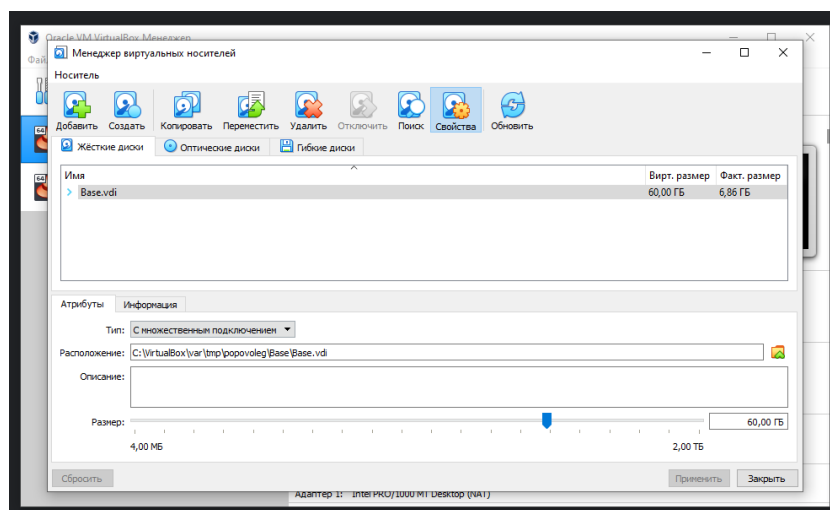 Oracle VM VirtualBox Менеджер
Фай
Менеджер виртуальных носителей
Носитель
Добавить Создать Копировать Переместить Удалить Отключить Поиск Свойства Обновить
Жёсткие диски Оптические диски Гибкие диски
64
64
Имя Вирт. размер Факт. размер
Base.vdi 60,00 ГБ 6,86 ГБ
Атрибуты Информация
Тип: С множественным подключением
Расположение: C:\VirtualBox\var\tmp\popovoleg\Base\Base.vdi
Описание:
Размер: 60,00 ГБ
4,00 МБ 2,00 ТБ
Сбросить Применить Закрыть
Адаптер 1: Intel PRO/1000 MT Desktop (NAT)